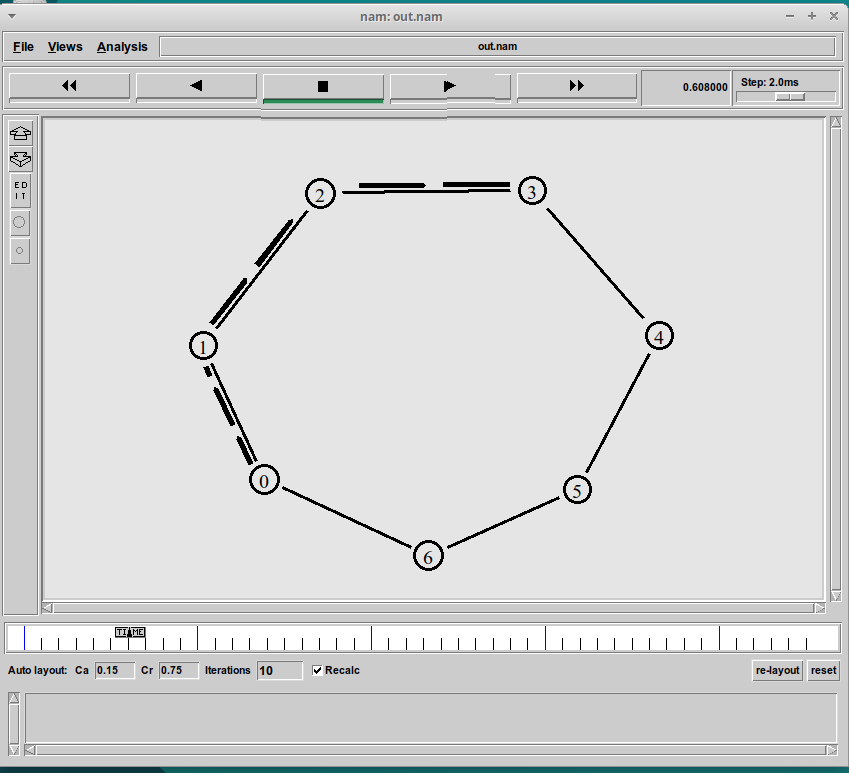 nam: out.nam
File Views Analysis out.nam
0.608000 Step: 2.0ms
ED
IT
2 3
4
1
0 5
6
TIME
Auto layout: Ca 0.15 Cr 0.75 Iterations 10 Recalc re-layout reset